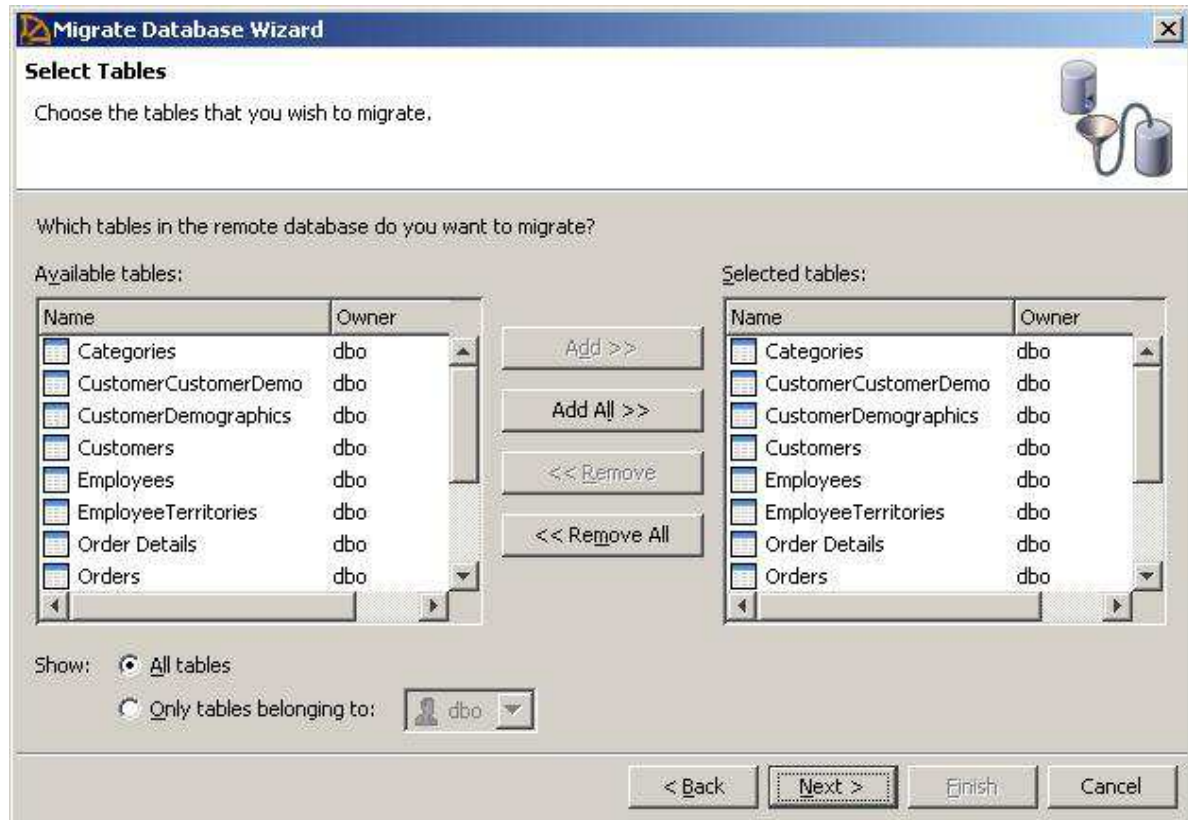 Migrate Database Wizard
Select Tables
Choose the tables that you wish to migrate.
Which tables in the remote database do you want to migrate?
Available tables:
Name Owner
Categories dbo
CustomerCustomerDemo dbo
CustomerDemographics dbo
Customers dbo
Employees dbo
EmployeeTerritories dbo
Order Details dbo
Orders dbo
Add >>
Add All >>
<< Remove
<< Remove All
Selected tables:
Name Owner
Categories dbo
CustomerCustomerDemo dbo
CustomerDemographics dbo
Customers dbo
Employees dbo
EmployeeTerritories dbo
Order Details dbo
Orders dbo
Show: All tables
Only tables belonging to: dbo
< Back Next > Finish Cancel